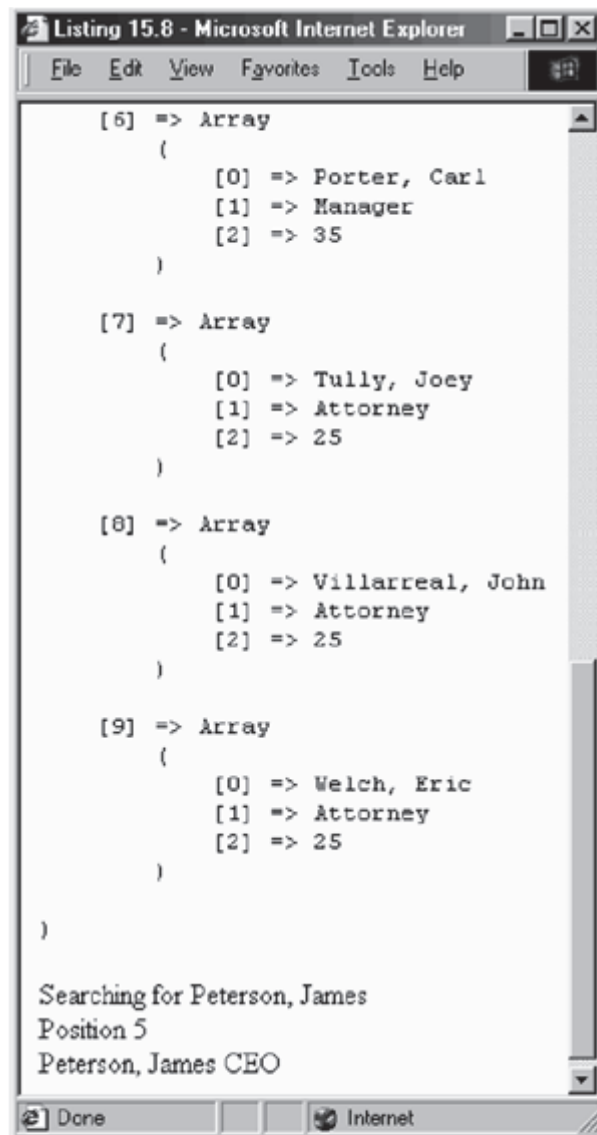 Listing 15.8 - Microsoft Internet Explorer
File Edit View Favorites Tools Help
[6] => Array
(
[0] => Porter, Carl
[1] => Manager
[2] => 35
)
[7] => Array
(
[0] => Tully, Joey
[1] => Attorney
[2] => 25
)
[8] => Array
(
[0] => Villarreal, John
[1] => Attorney
[2] => 25
)
[9] => Array
(
[0] => Welch, Eric
[1] => Attorney
[2] => 25
)
)
Searching for Peterson, James
Position 5
Peterson, James CEO
Done Internet